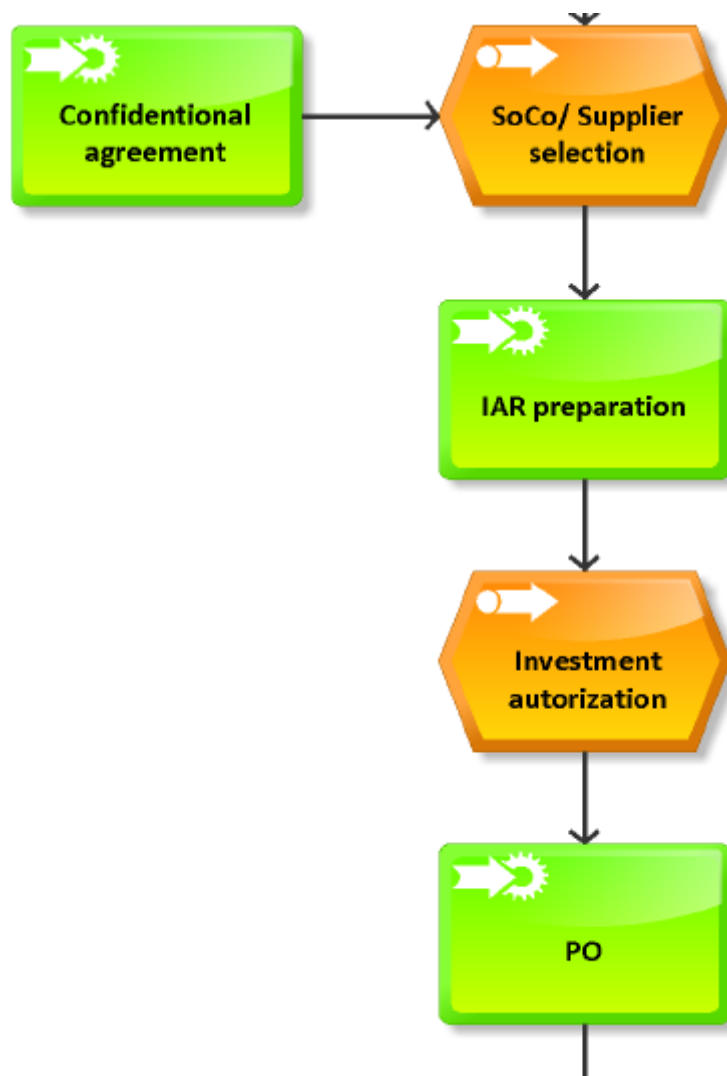 Confidentional
agreement
SoCo/ Supplier
selection
IAR preparation
Investment
autorization
PO